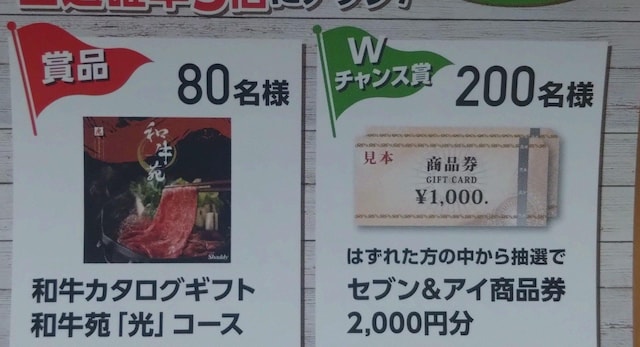 賞品
80名様
和牛苑
Shaddy
和牛カタログギフト
和牛苑「光」コース
W
チャンス賞
200名様
見本
商品券
GIFT CARD
¥1,000.
はずれた方の中から抽選で
セブン&アイ商品券
2,000円分